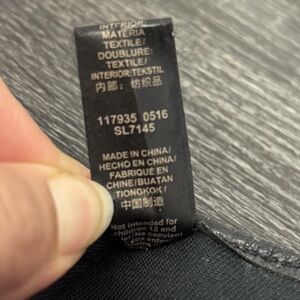 INTERIOR:
MATERIA
TEXTILE/
DOUBLURE:
TEXTILE/
INTERIOR:TEKSTIL
内部：纺织品
117935 0516
SL7145
MADE IN CHINA/
HECHO EN CHINA/
FABRIQUÉ EN
CHINE/BUATAN
TIONGKOK/
中国制造
Not intended for
children 12 and
convient